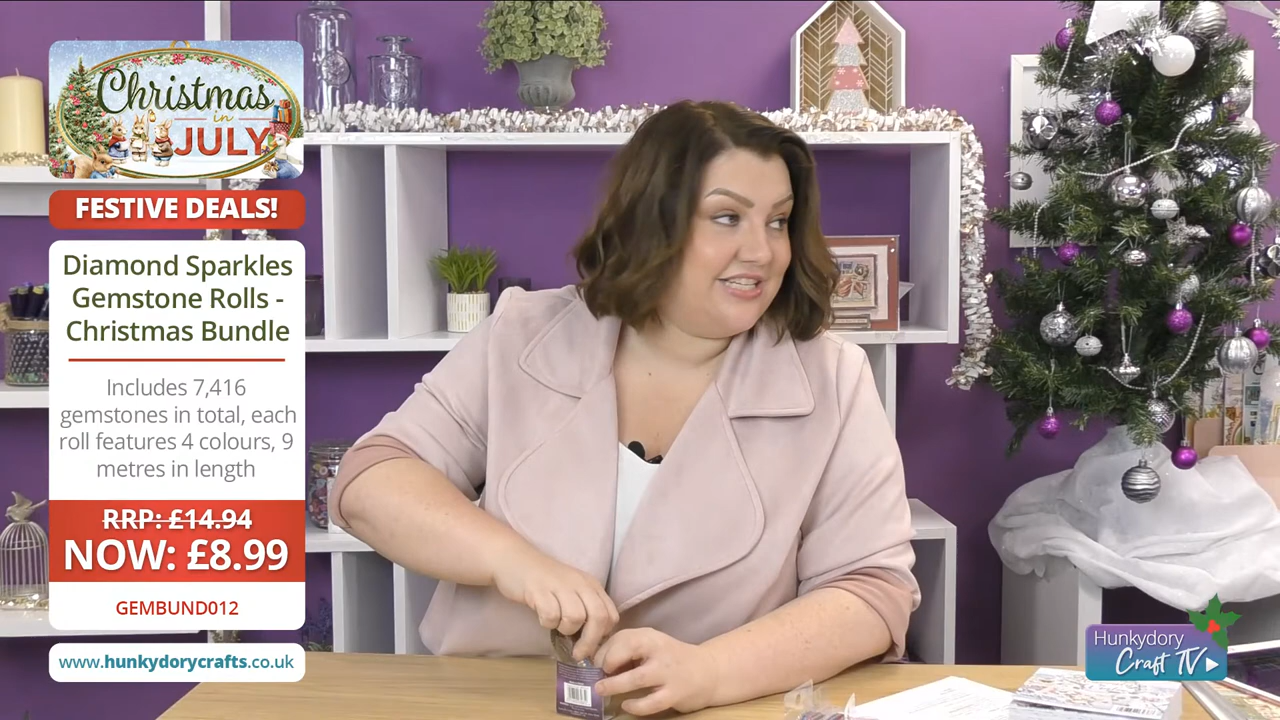 Christmas
in
JULY
FESTIVE DEALS!
Diamond Sparkles
Gemstone Rolls -
Christmas Bundle
Includes 7,416
gemstones in total, each
roll features 4 colours, 9
metres in length
RRP: £14.94
NOW: £8.99
GEMBUND012
www.hunkydorycrafts.co.uk
Hunkydory
Craft TV